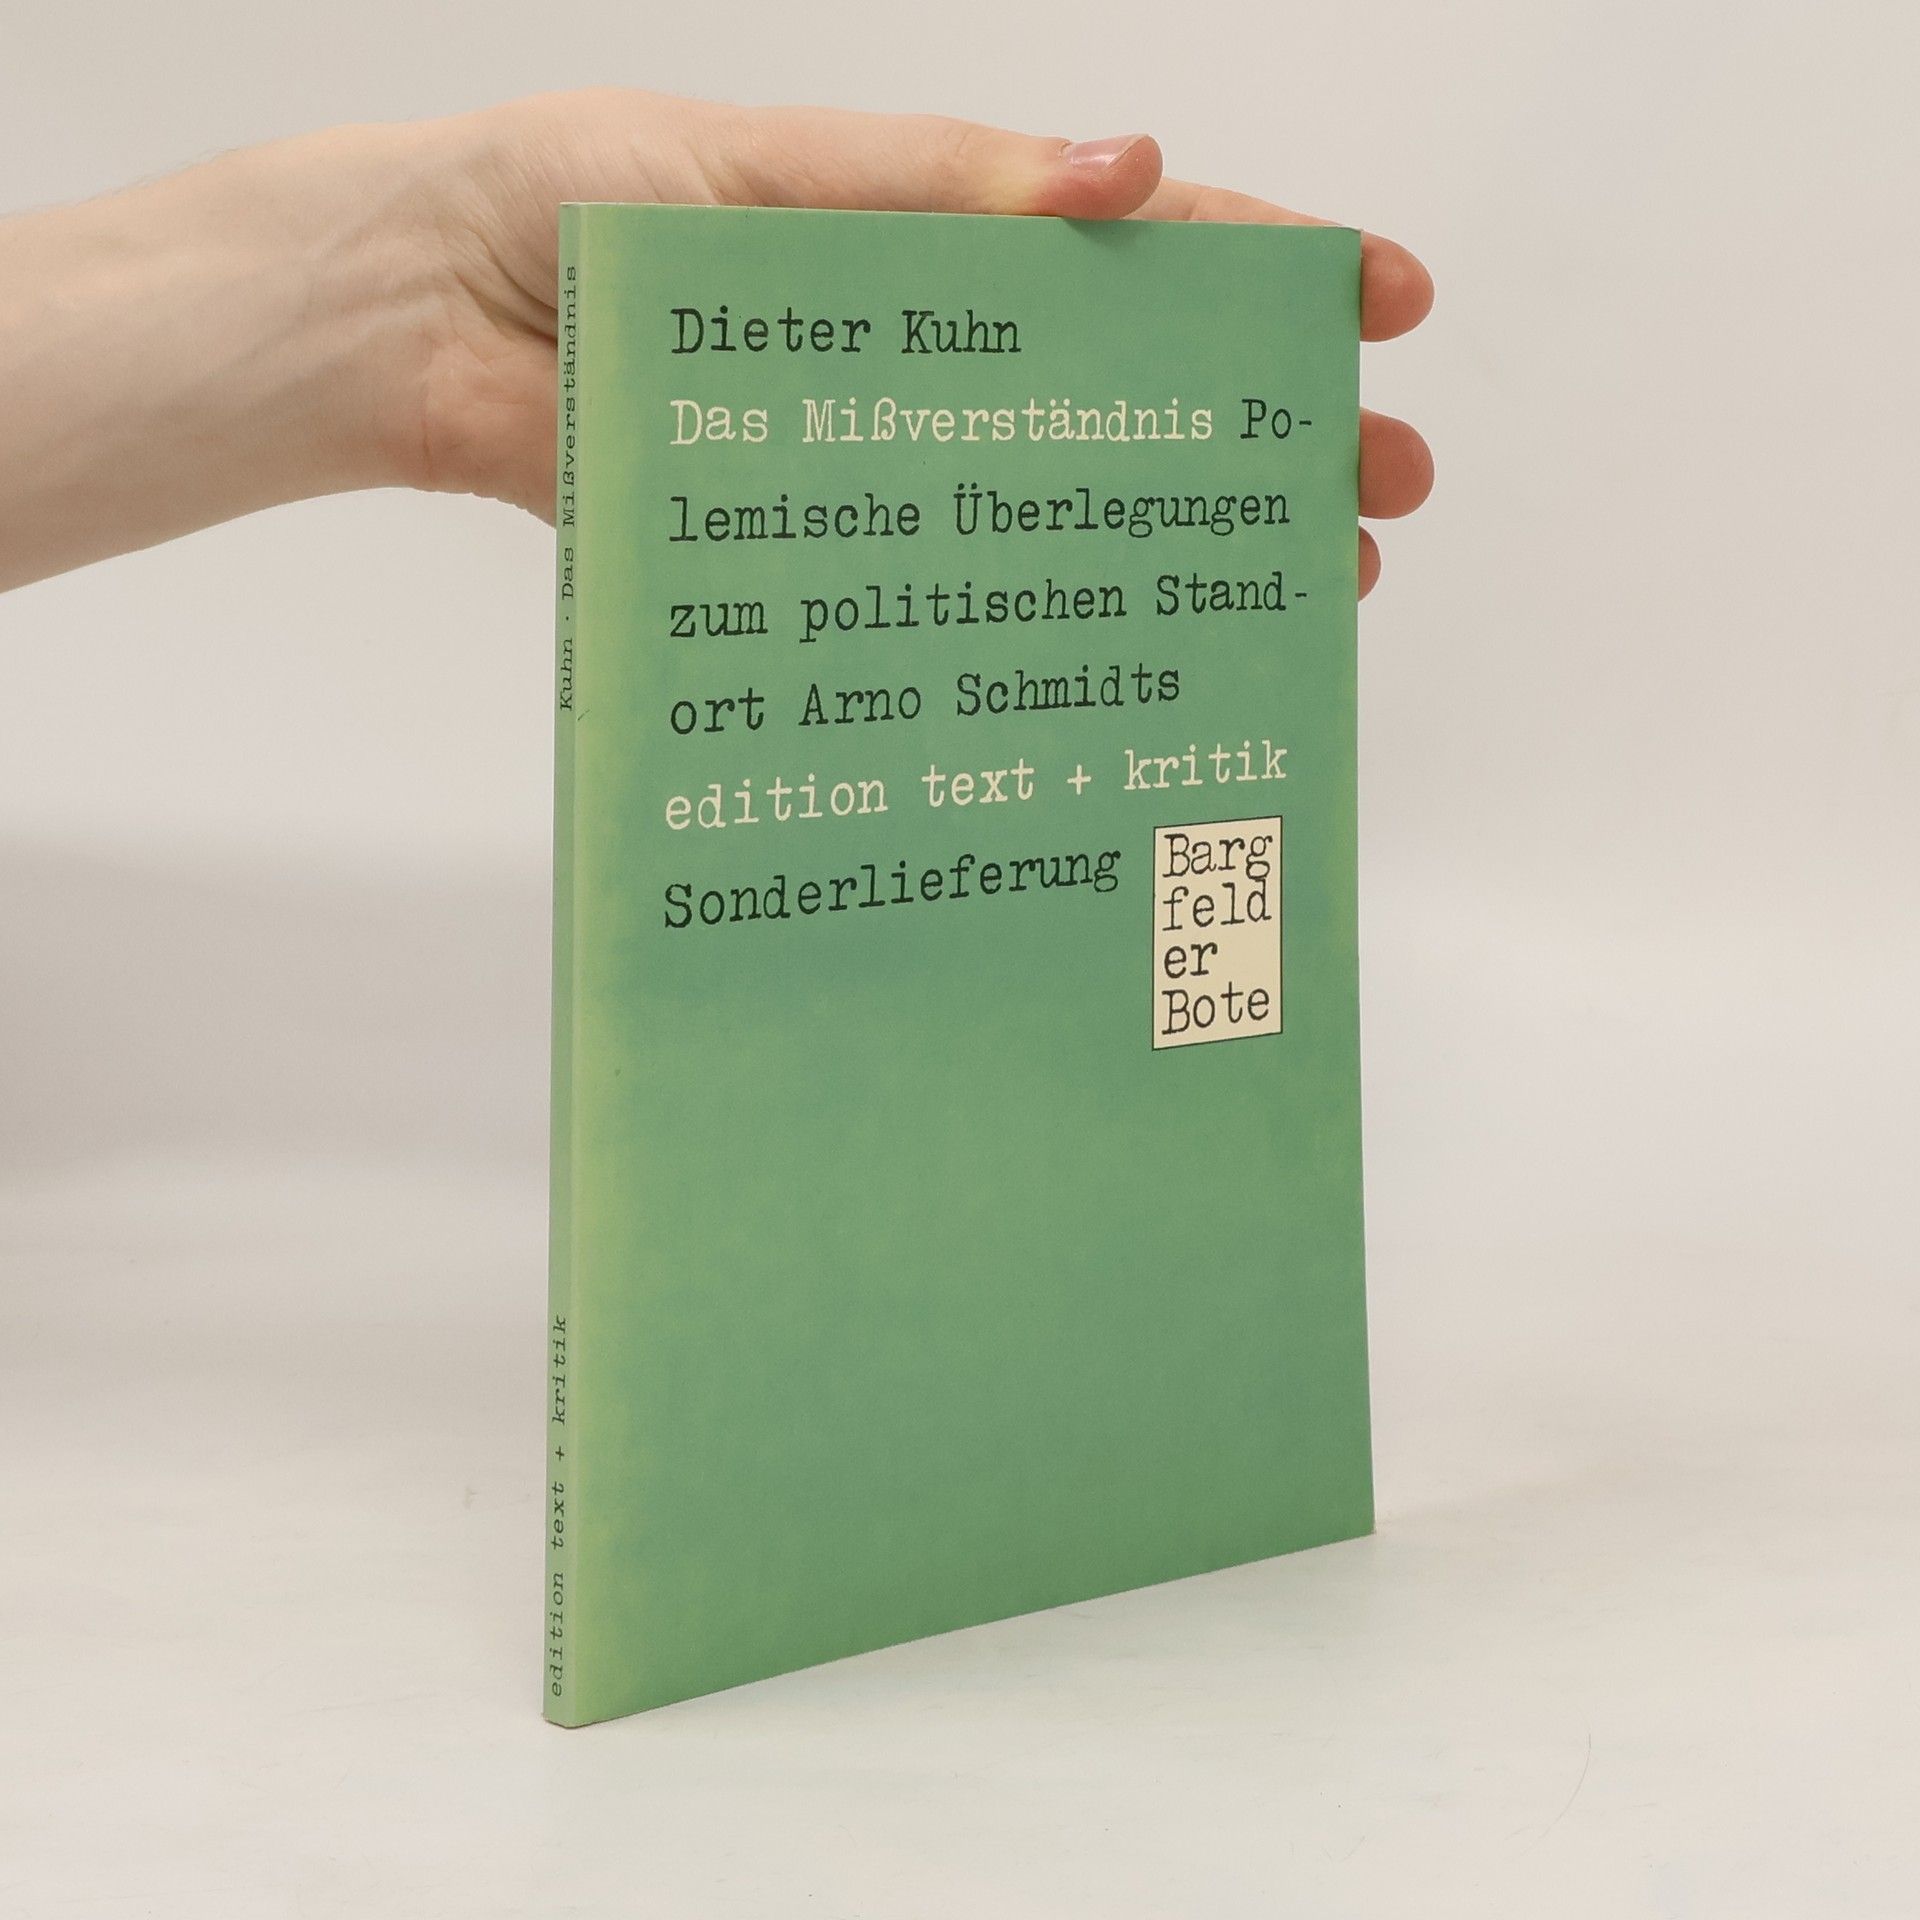 Dieter Kuhn
Das Mißverständnis Po-
lemische Überlegungen
zum politischen Stand-
ort Arno Schmidts
edition text + kritik
Sonderlieferung
Barg
feld
er
Bote
Kuhn · Das Mißverständnis
edition text + kritik